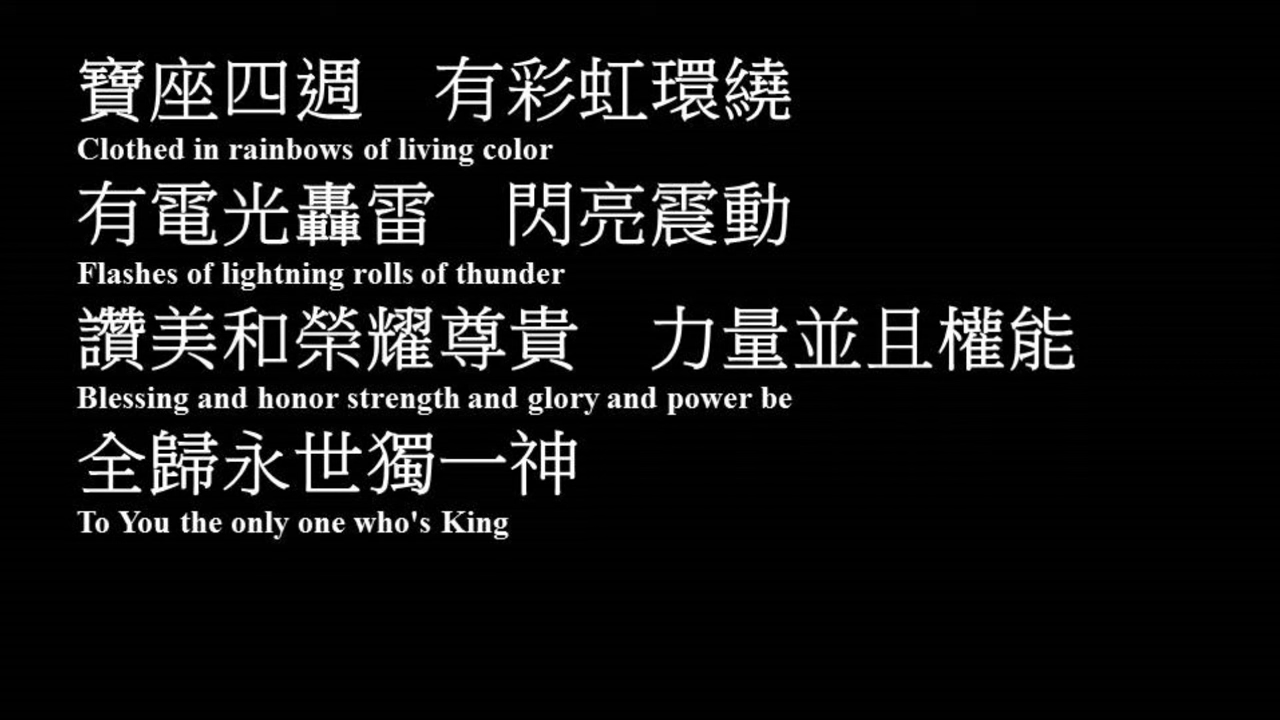 寶座四週　有彩虹環繞
Clothed in rainbows of living color
有電光轟雷　閃亮震動
Flashes of lightning rolls of thunder
讚美和榮耀尊貴　力量並且權能
Blessing and honor strength and glory and power be
全歸永世獨一神
To You the only one who's King